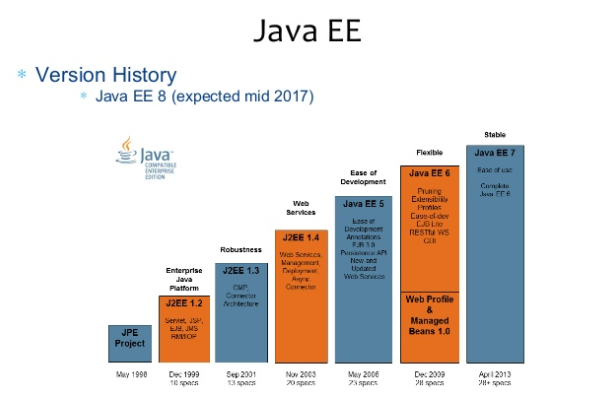 Java EE
* Version History
* Java EE 8 (expected mid 2017)
Java™
COMPATIBLE
ENTERPRISE
EDITION
JPE
Project
May 1998
Enterprise
Java
Platform
J2EE 1.2
Servlet, JSP,
EJB, JMS
RMI/IIOP
Dec 1999
10 specs
Robustness
J2EE 1.3
CMP,
Connector
Architecture
Sep 2001
13 specs
Web
Services
J2EE 1.4
Web Services,
Management,
Deployment,
Async
Connector
Nov 2003
20 specs
Ease of
Development
Java EE 5
Ease of
Development
Annotations
EJB 3.0
Persistence API
New and
Updated
Web Services
May 2006
23 specs
Flexible
Java EE 6
Pruning
Extensibility
Profiles
Ease-of-dev
EJB Lite
RESTful WS
CDI
Web Profile
&
Managed
Beans 1.0
Dec 2009
28 specs
Stable
Java EE 7
Ease of use
Complete
Java EE 6
April 2013
28+ specs